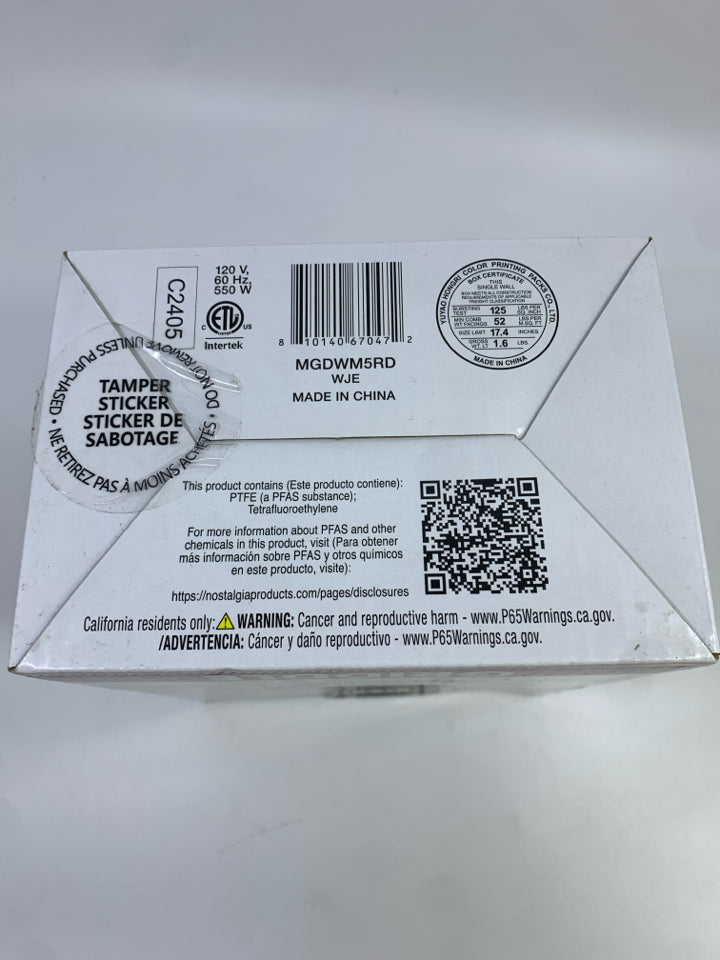 C2405
120 V,
60 Hz,
550 W
C ETL US
Intertek
8 10140 67047 2
MGDWM5RD
WJE
MADE IN CHINA
YUYAO HONGRI COLOR PRINTING PACKS CO., LTD.
BOX CERTIFICATE
THIS
SINGLE WALL
BOX MEETS ALL CONSTRUCTION
REQUIREMENTS OF APPLICABLE
FREIGHT CLASSIFICATION
BURSTING TEST 125 LBS PER SQ. INCH
MIN COMB WT FACINGS 52 LBS PER M.SQ. FT
SIZE LIMIT 17.4 INCHES
GROSS WT. LT 1.6 LBS.
MADE IN CHINA
DO NOT REMOVE UNLESS PURCHASED •
TAMPER
STICKER
STICKER DE
SABOTAGE
NE RETIREZ PAS À MOINS ACHETÉS •
This product contains (Este producto contiene):
PTFE (a PFAS substance);
Tetrafluoroethylene
For more information about PFAS and other
chemicals in this product, visit (Para obtener
más información sobre PFAS y otros químicos
en este producto, visite):
https://nostalgiaproducts.com/pages/disclosures
California residents only: WARNING: Cancer and reproductive harm - www.P65Warnings.ca.gov.
/ADVERTENCIA: Cáncer y daño reproductivo - www.P65Warnings.ca.gov.